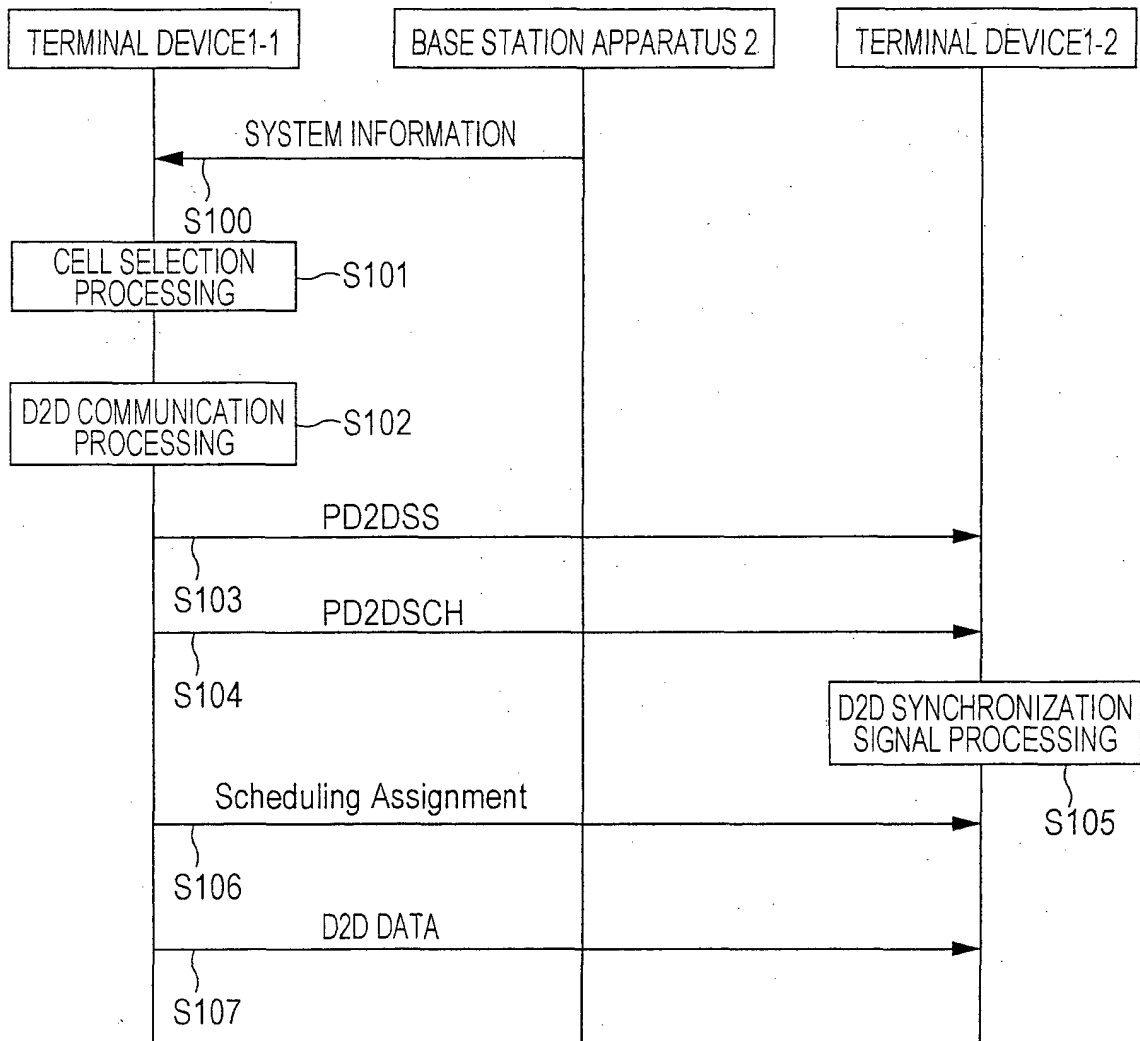 TERMINAL DEVICE1-1
BASE STATION APPARATUS 2
TERMINAL DEVICE1-2
SYSTEM INFORMATION
S100
CELL SELECTION
PROCESSING
S101
D2D COMMUNICATION
PROCESSING
S102
PD2DSS
S103
PD2DSCH
S104
D2D SYNCHRONIZATION
SIGNAL PROCESSING
S105
Scheduling Assignment
S106
D2D DATA
S107